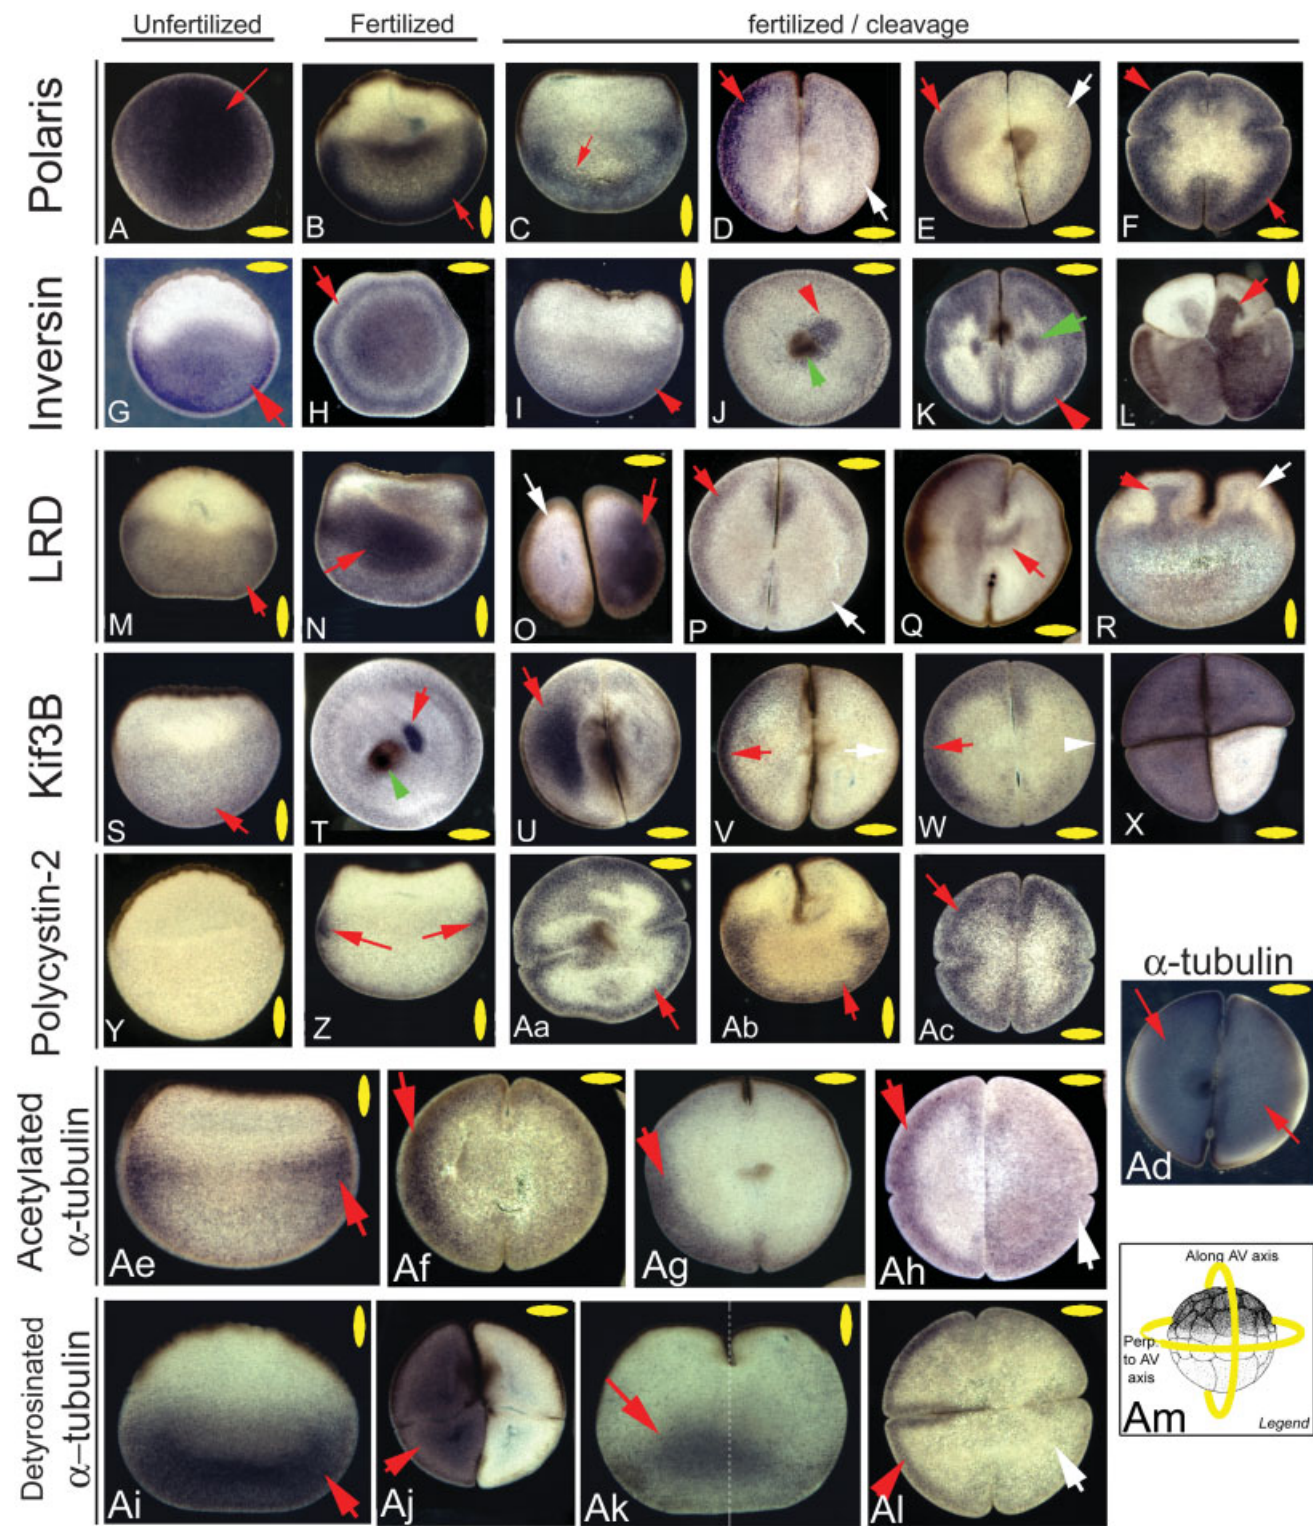 Unfertilized Fertilized fertilized / cleavage
Polaris
A B C D E F
Inversin
G H I J K L
LRD
M N O P Q R
Kif3B
S T U V W X
Polycystin-2
Y Z Aa Ab Ac
α-tubulin
Ad
Acetylated
α-tubulin
Ae Af Ag Ah
Detyrosinated
α–tubulin
Ai Aj Ak Al
Along AV axis
Perp.
to AV
axis
Am Legend